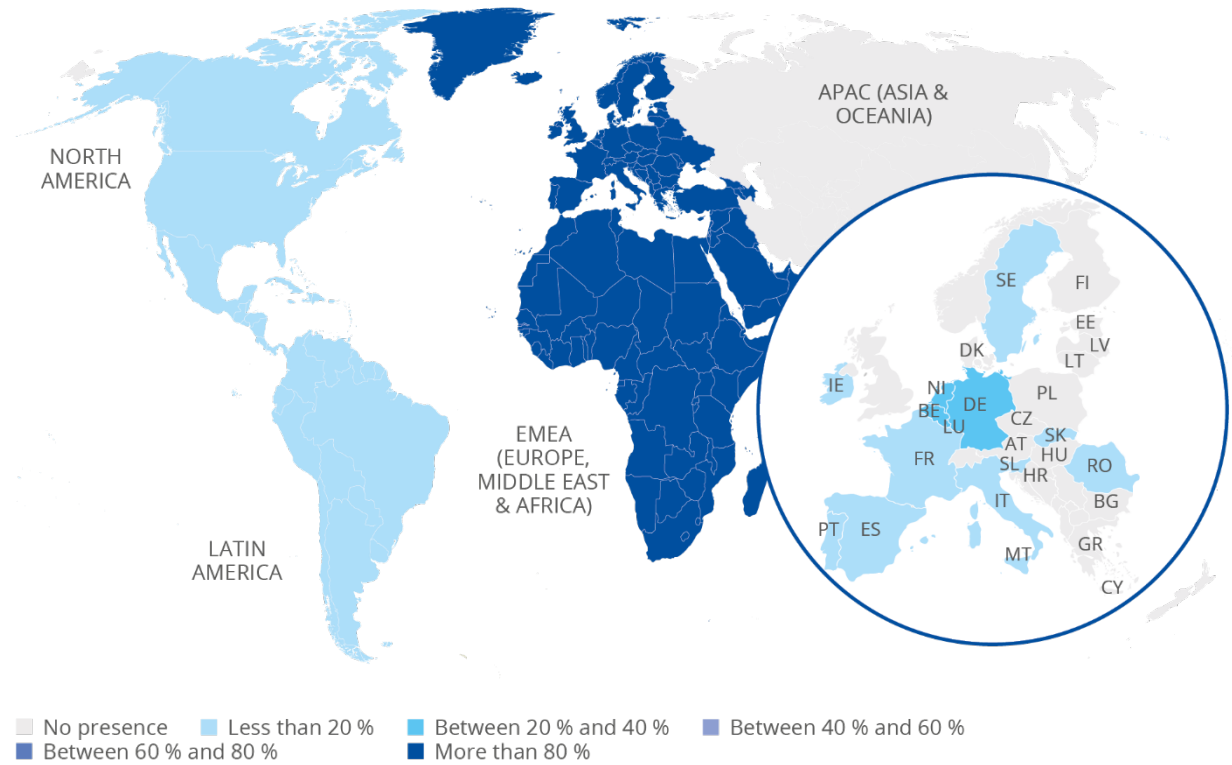 APAC (ASIA &
OCEANIA)
NORTH
AMERICA
SE
FI
EE
LV
DK
LT
NI
PL
IE
DE
BE
CZ
LU
SK
AT
HU
FR
SL
RO
HR
IT
BG
PT
ES
GR
MT
CY
EMEA
(EUROPE,
MIDDLE EAST
& AFRICA)
LATIN
AMERICA
No presence
Less than 20 %
Between 20 % and 40 %
Between 40 % and 60 %
Between 60 % and 80 %
More than 80 %